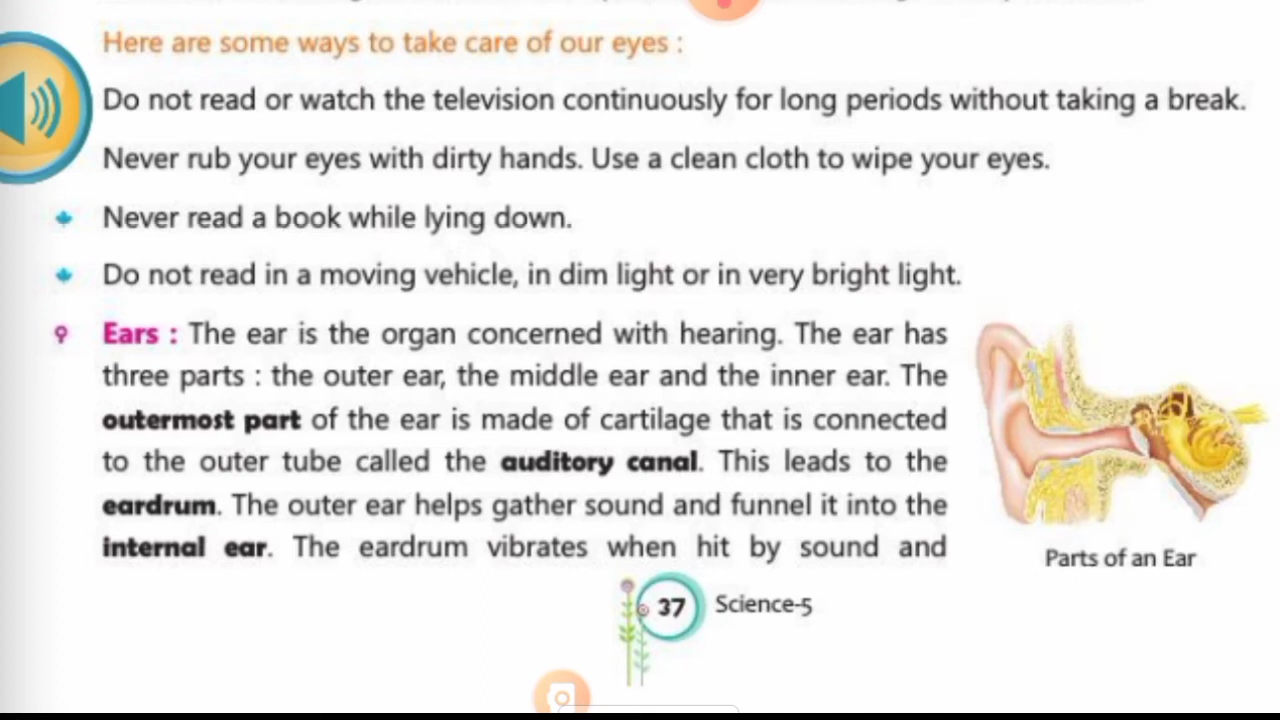 Here are some ways to take care of our eyes :
Do not read or watch the television continuously for long periods without taking a break.
Never rub your eyes with dirty hands. Use a clean cloth to wipe your eyes.
Never read a book while lying down.
Do not read in a moving vehicle, in dim light or in very bright light.
Ears : The ear is the organ concerned with hearing. The ear has
three parts : the outer ear, the middle ear and the inner ear. The
outermost part of the ear is made of cartilage that is connected
to the outer tube called the auditory canal. This leads to the
eardrum. The outer ear helps gather sound and funnel it into the
internal ear. The eardrum vibrates when hit by sound and
Parts of an Ear
37 Science-5